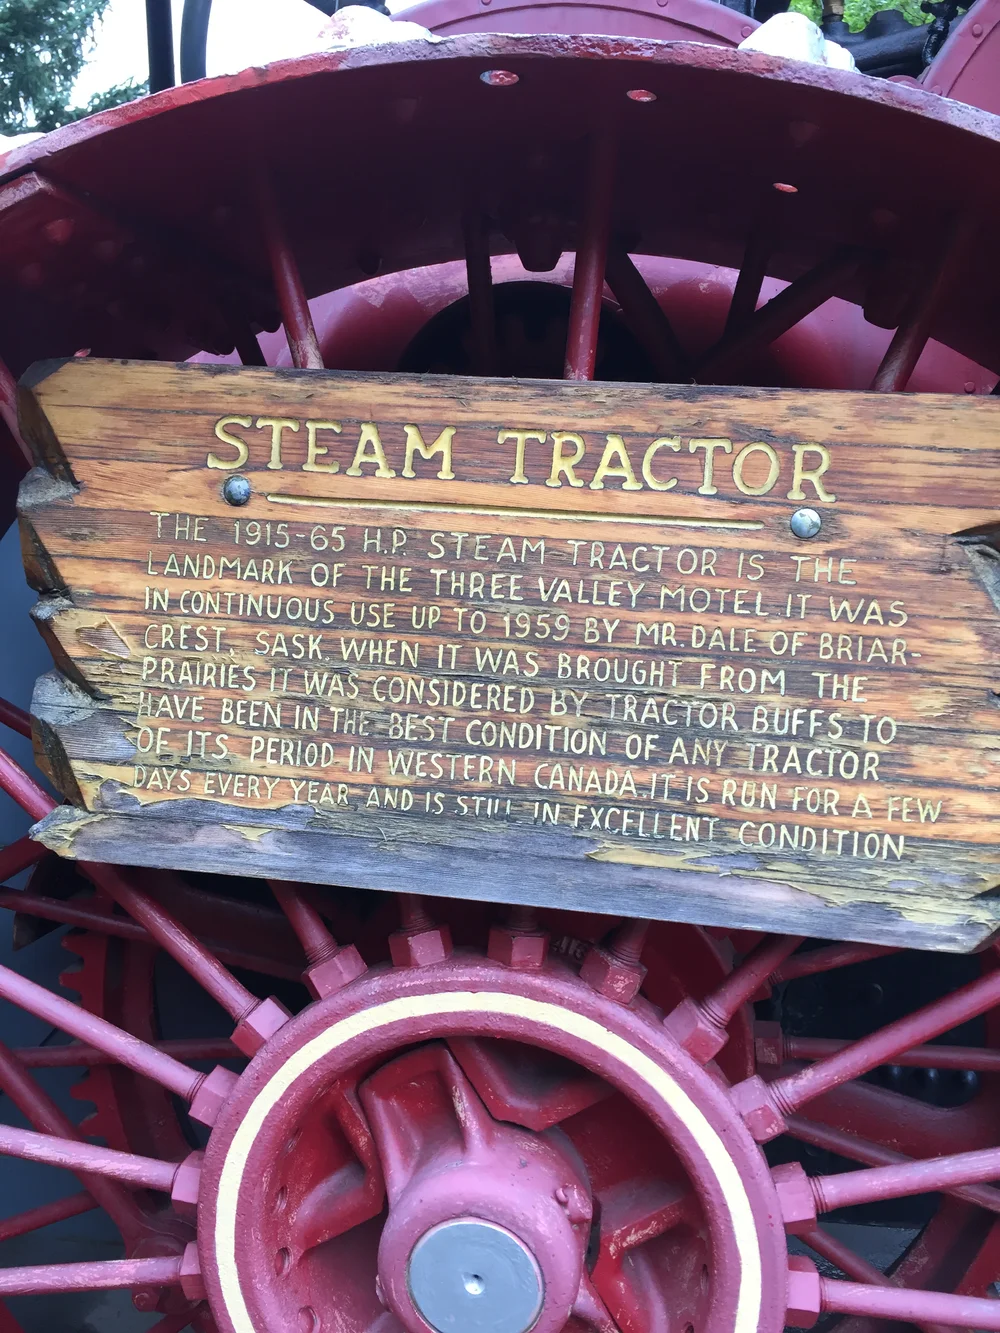 STEAM TRACTOR
THE 1915-65 H.P. STEAM TRACTOR IS THE
LANDMARK OF THE THREE VALLEY MOTEL.IT WAS
IN CONTINUOUS USE UP TO 1959 BY MR.DALE OF BRIAR-
CREST, SASK. WHEN IT WAS BROUGHT FROM THE
PRAIRIES IT WAS CONSIDERED BY TRACTOR BUFFS TO
HAVE BEEN IN THE BEST CONDITION OF ANY TRACTOR
OF ITS PERIOD IN WESTERN CANADA.IT IS RUN FOR A FEW
DAYS EVERY YEAR AND IS STILL IN EXCELLENT CONDITION